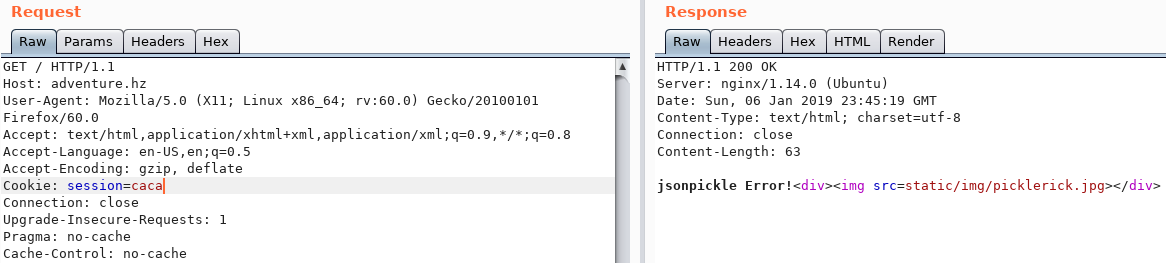 Request
Raw Params Headers Hex
GET / HTTP/1.1
Host: adventure.hz
User-Agent: Mozilla/5.0 (X11; Linux x86_64; rv:60.0) Gecko/20100101
Firefox/60.0
Accept: text/html,application/xhtml+xml,application/xml;q=0.9,*/*;q=0.8
Accept-Language: en-US,en;q=0.5
Accept-Encoding: gzip, deflate
Cookie: session=caca
Connection: close
Upgrade-Insecure-Requests: 1
Pragma: no-cache
Cache-Control: no-cache
Response
Raw Headers Hex HTML Render
HTTP/1.1 200 OK
Server: nginx/1.14.0 (Ubuntu)
Date: Sun, 06 Jan 2019 23:45:19 GMT
Content-Type: text/html; charset=utf-8
Connection: close
Content-Length: 63
jsonpickle Error!<div><img src=static/img/picklerick.jpg></div>